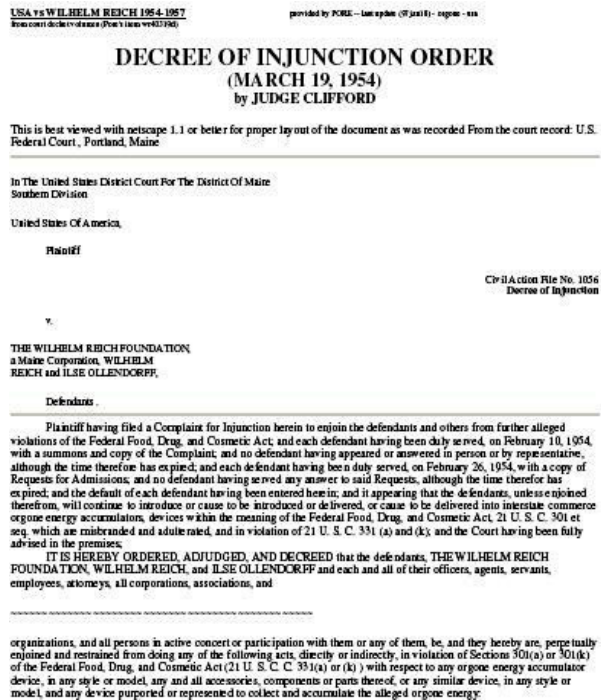 USA vs WILHELM REICH 1954-1957
provided by PORE -- last update (97jan18) - orgone - usa
from court docket volumes (Pore's item wr40319d)
DECREE OF INJUNCTION ORDER
(MARCH 19, 1954)
by JUDGE CLIFFORD
This is best viewed with netscape 1.1 or better for proper layout of the document as was recorded From the court record: U.S.
Federal Court , Portland, Maine
In The United States District Court For The District Of Maine
Southern Division
United States Of America,
Plaintiff
Civil Action File No. 1056
Decree of Injunction
v.
THE WILHELM REICH FOUNDATION,
a Maine Corporation, WILHELM
REICH and ILSE OLLENDORFF,
Defendants .
Plaintiff having filed a Complaint for Injunction herein to enjoin the defendants and others from further alleged
violations of the Federal Food, Drug, and Cosmetic Act; and each defendant having been duly served, on February 10, 1954,
with a summons and copy of the Complaint; and no defendant having appeared or answered in person or by representative,
although the time therefore has expired; and each defendant having been duly served, on February 26, 1954, with a copy of
Requests for Admissions; and no defendant having served any answer to said Requests, although the time therefor has
expired; and the default of each defendant having been entered herein; and it appearing that the defendants, unless enjoined
therefrom, will continue to introduce or cause to be introduced or delivered, or cause to be delivered into interstate commerce
orgone energy accumulators, devices within the meaning of the Federal Food, Drug, and Cosmetic Act, 21 U. S. C. 301 et
seq. which are misbranded and adulterated, and in violation of 21 U. S. C. 331 (a) and (k); and the Court having been fully
advised in the premises;
IT IS HEREBY ORDERED, ADJUDGED, AND DECREED that the defendants, THE WILHELM REICH
FOUNDATION, WILHELM REICH, and ILSE OLLENDORFF and each and all of their officers, agents, servants,
employees, attorneys, all corporations, associations, and
organizations, and all persons in active concert or participation with them or any of them, be, and they hereby are, perpetually
enjoined and restrained from doing any of the following acts, directly or indirectly, in violation of Sections 301(a) or 301(k)
of the Federal Food, Drug, and Cosmetic Act (21 U. S. C. C. 331(a) or (k) ) with respect to any orgone energy accumulator
device, in any style or model, any and all accessories, components or parts thereof, or any similar device, in any style or
model, and any device purported or represented to collect and accumulate the alleged orgone energy: